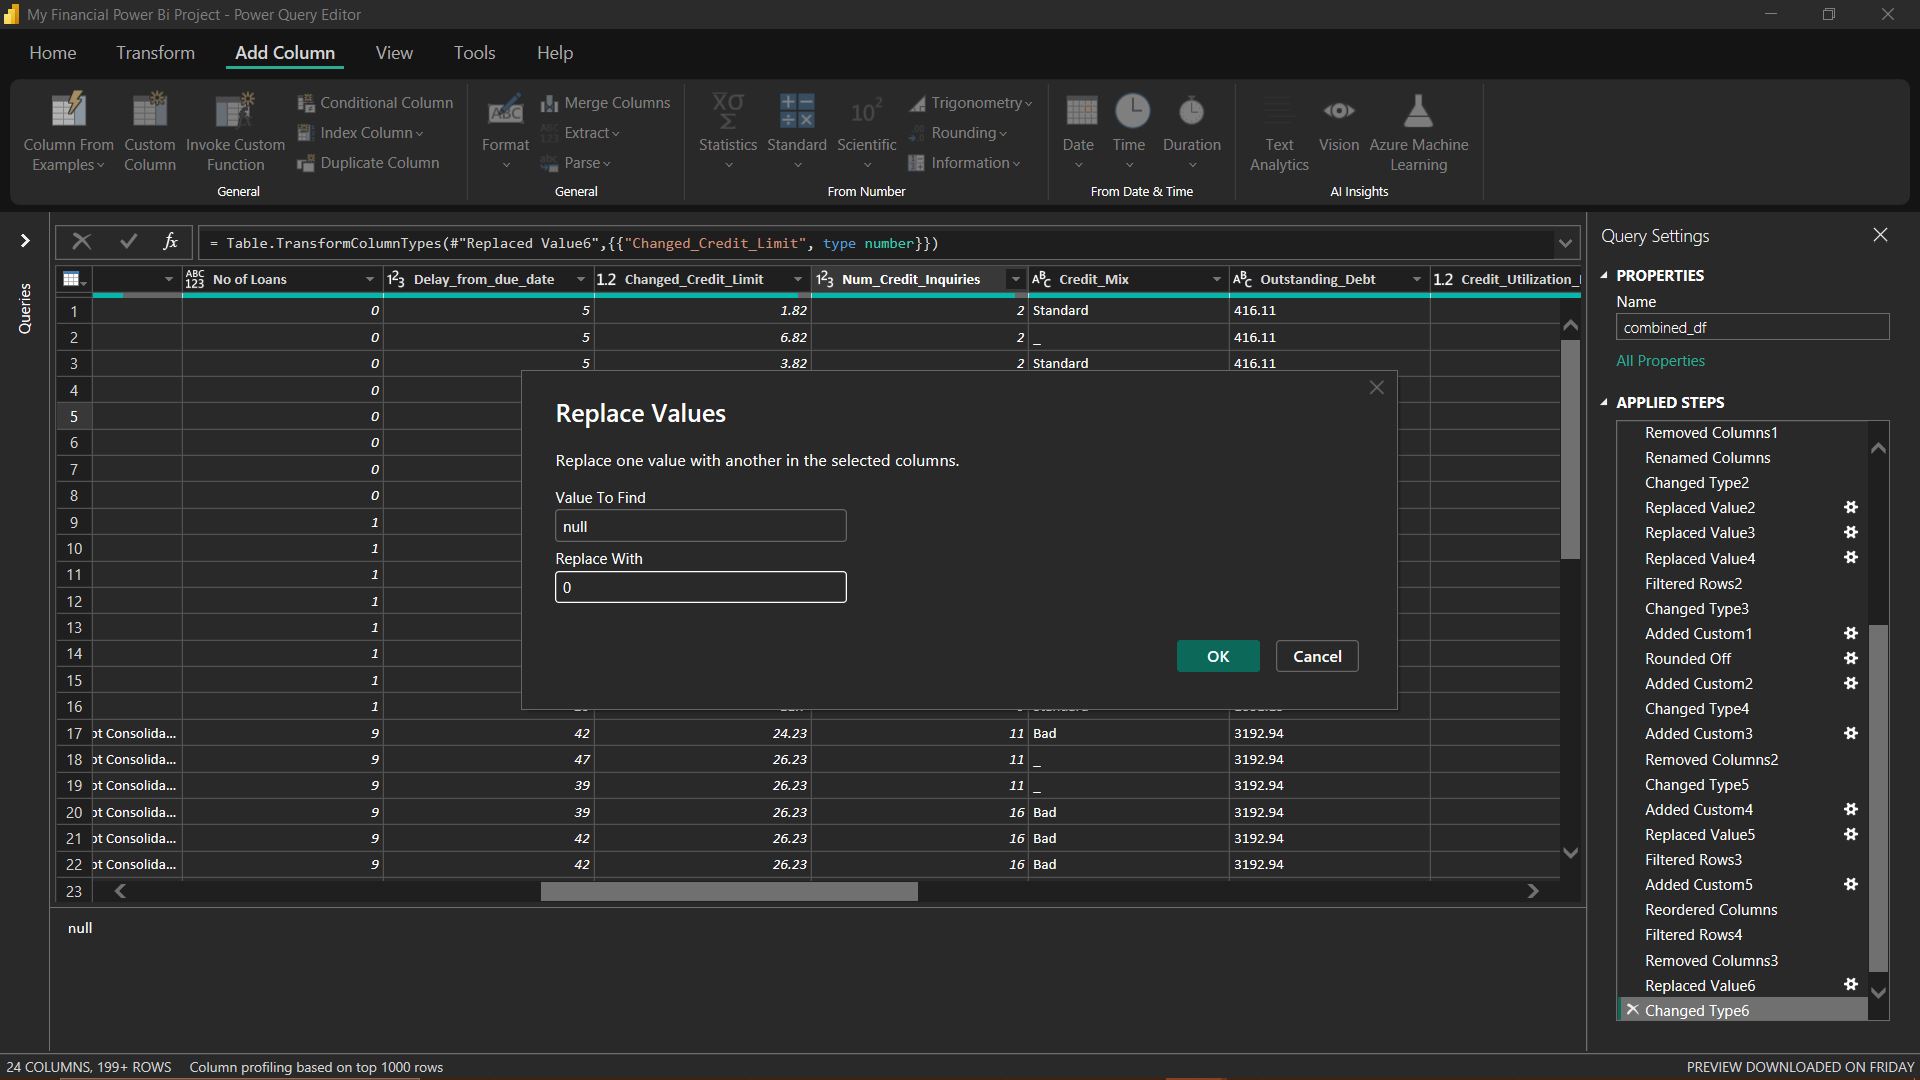 My Financial Power Bi Project - Power Query Editor
Home Transform Add Column View Tools Help
Column From Examples
Custom Column
Invoke Custom Function
Conditional Column
Index Column
Duplicate Column
General
Format
Merge Columns
Extract
Parse
General
Statistics
Standard
Scientific
Trigonometry
Rounding
Information
From Number
Date
Time
Duration
From Date & Time
Text Analytics
Vision
Azure Machine Learning
AI Insights
Queries
= Table.TransformColumnTypes(#"Replaced Value6",{{"Changed_Credit_Limit", type number}})
No of Loans Delay_from_due_date Changed_Credit_Limit Num_Credit_Inquiries Credit_Mix Outstanding_Debt Credit_Utilization_
1 0 5 1.82 2 Standard 416.11
2 0 5 6.82 2 _ 416.11
3 0 5 3.82 2 Standard 416.11
4 0
5 0
6 0
7 0
8 0
9 1
10 1
11 1
12 1
13 1
14 1
15 1
16 1
17 ot Consolida... 9 42 24.23 11 Bad 3192.94
18 ot Consolida... 9 47 26.23 11 _ 3192.94
19 ot Consolida... 9 39 26.23 11 _ 3192.94
20 ot Consolida... 9 39 26.23 16 Bad 3192.94
21 ot Consolida... 9 42 26.23 16 Bad 3192.94
22 ot Consolida... 9 42 26.23 16 Bad 3192.94
23
Replace Values
Replace one value with another in the selected columns.
Value To Find
null
Replace With
0
OK Cancel
null
Query Settings
PROPERTIES
Name
combined_df
All Properties
APPLIED STEPS
Removed Columns1
Renamed Columns
Changed Type2
Replaced Value2
Replaced Value3
Replaced Value4
Filtered Rows2
Changed Type3
Added Custom1
Rounded Off
Added Custom2
Changed Type4
Added Custom3
Removed Columns2
Changed Type5
Added Custom4
Replaced Value5
Filtered Rows3
Added Custom5
Reordered Columns
Filtered Rows4
Removed Columns3
Replaced Value6
Changed Type6
24 COLUMNS, 199+ ROWS Column profiling based on top 1000 rows
PREVIEW DOWNLOADED ON FRIDAY